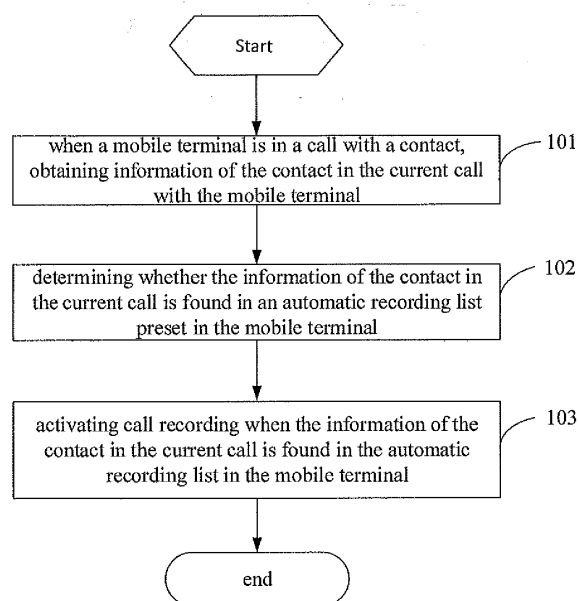 Start
when a mobile terminal is in a call with a contact,
obtaining information of the contact in the current call
with the mobile terminal
101
determining whether the information of the contact in
the current call is found in an automatic recording list
preset in the mobile terminal
102
activating call recording when the information of the
contact in the current call is found in the automatic
recording list in the mobile terminal
103
end